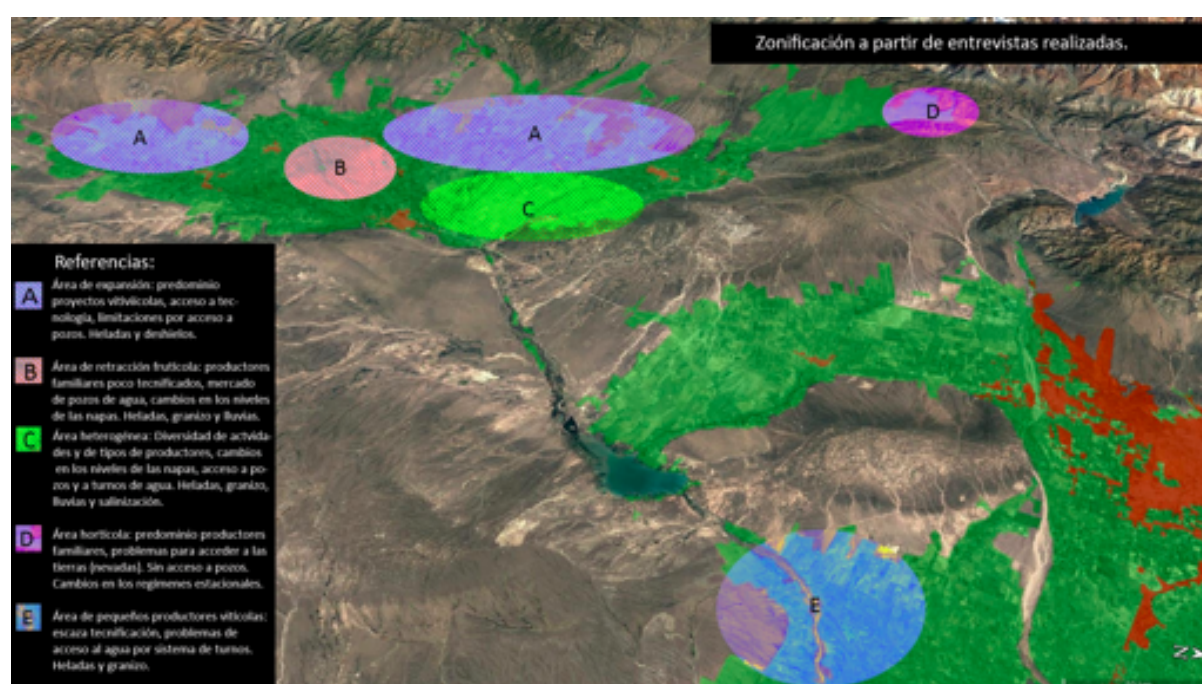 Zonificación a partir de entrevistas realizadas.
A
A
D
B
C
Referencias:
A
Área de expansión: predominio
proyectos vitiviícolas, acceso a tec-
nología, limitaciones por acceso a
pozos. Heladas y deshielos.
B
Área de retracción frutícola: productores
familiares poco tecnificados, mercado
de pozos de agua, cambios en los niveles
de las napas. Heladas, granizo y lluvias.
C
Área heterogénea: Diversidad de actvida-
des y de tipos de productores, cambios
en los niveles de las napas, acceso a po-
zos y a turnos de agua. Heladas, granizo,
lluvias y salinización.
D
Área hortícola: predominio productores
familiares, problemas para acceder a las
tierras (nevadas). Sin acceso a pozos.
Cambios en los regímenes estacionales.
E
Área de pequeños productores vitícolas:
escaza tecnificación, problemas de
acceso al agua por sistema de turnos.
Heladas y granizo.
E
N